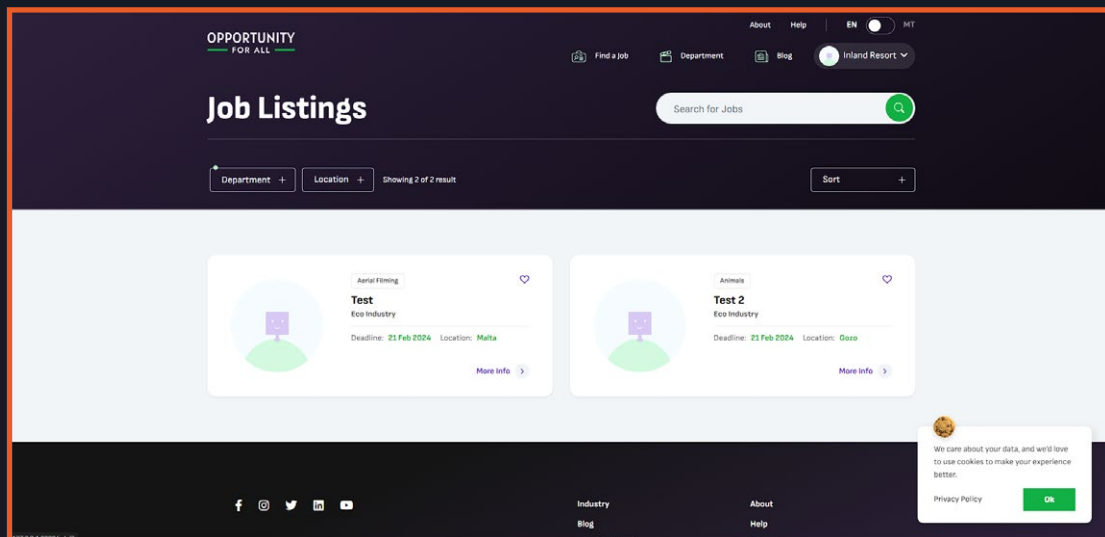 OPPORTUNITY
FOR ALL
About Help EN MT
Find a Job Department Blog Inland Resort
Job Listings
Search for Jobs
Department + Location + Showing 2 of 2 result
Sort +
Aerial Filming
Test
Eco Industry
Deadline: 21 Feb 2024 Location: Malta
More Info
Animals
Test 2
Eco Industry
Deadline: 21 Feb 2024 Location: Gozo
More Info
We care about your data, and we'd love
to use cookies to make your experience
better.
Privacy Policy Ok
Industry About
Blog Help